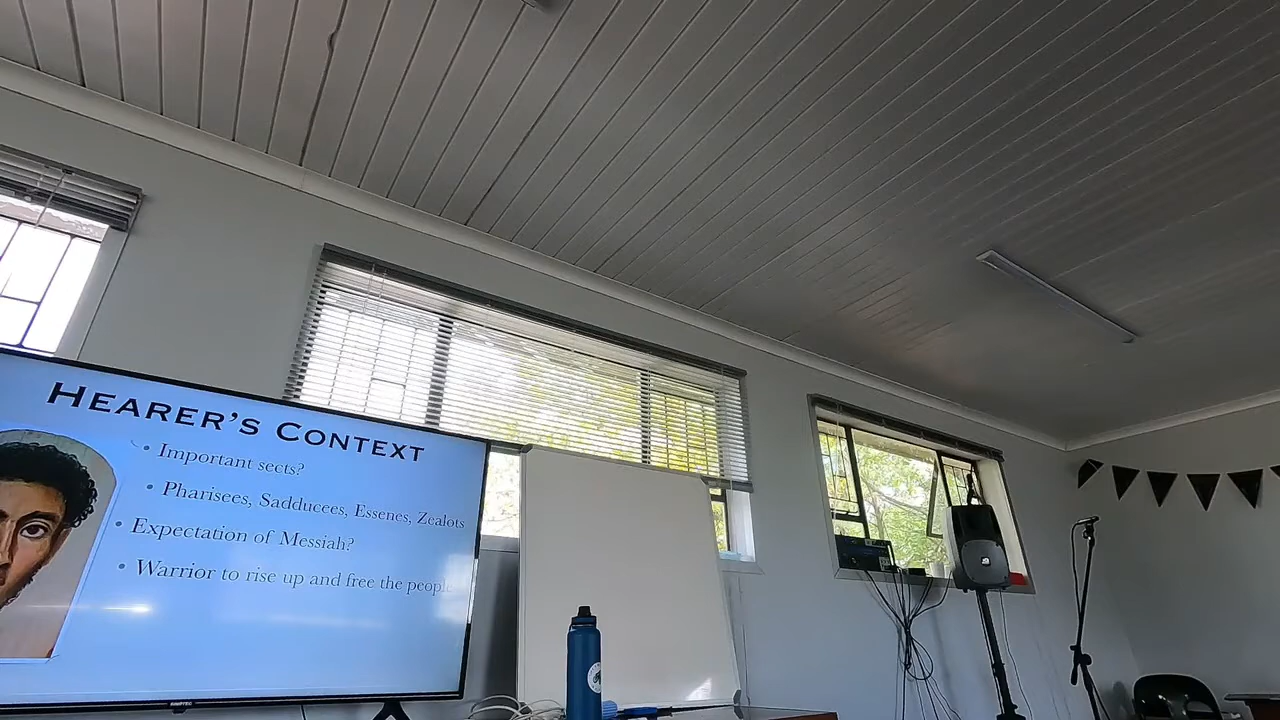 HEARER'S CONTEXT
• Important sects?
• Pharisees, Sadducees, Essenes, Zealots
• Expectation of Messiah?
• Warrior to rise up and free the people